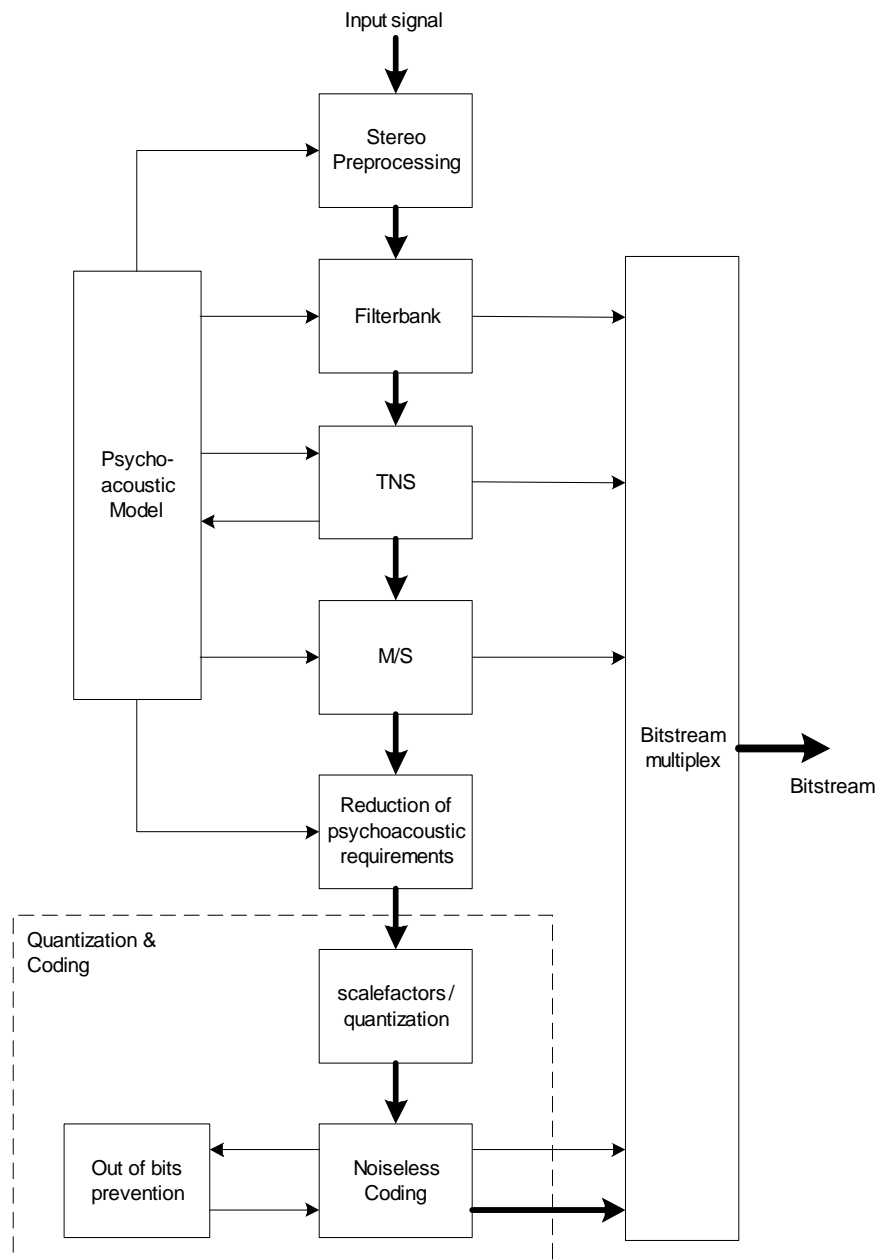 Input signal
Stereo
Preprocessing
Filterbank
Psycho-
acoustic
Model
TNS
M/S
Bitstream
multiplex
Bitstream
Reduction of
psychoacoustic
requirements
Quantization &
Coding
scalefactors/
quantization
Out of bits
prevention
Noiseless
Coding